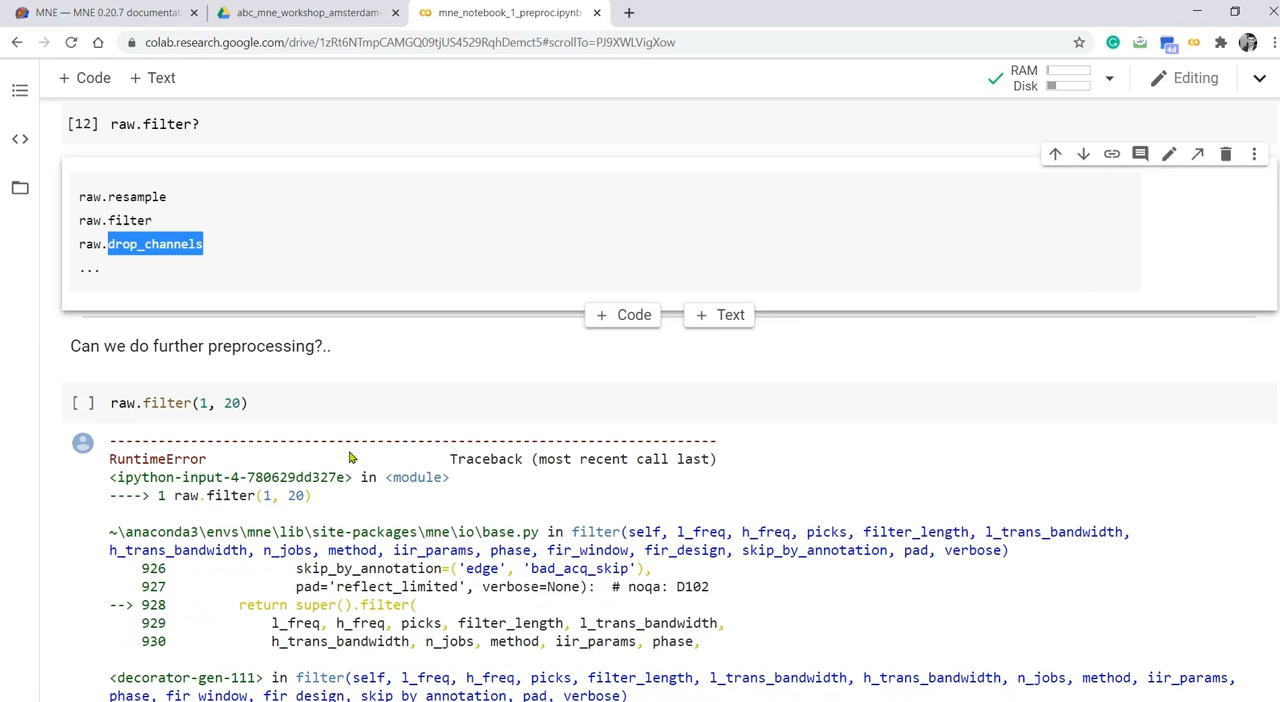 MNE — MNE 0.20.7 documentat
abc_mne_workshop_amsterdam-
mne_notebook_1_preproc.ipynb
colab.research.google.com/drive/1zRt6NTmpCAMGQ09tiUS4529RqhDemct5#scrollTo=PJ9XWLVigXow
4d
+ Code + Text
RAM
Disk
Editing
[12] raw.filter?
raw.resample
raw.filter
raw.drop_channels
...
+ Code + Text
Can we do further preprocessing?..
[ ] raw.filter(1, 20)
---------------------------------------------------------------------------
RuntimeError Traceback (most recent call last)
<ipython-input-4-780629dd327e> in <module>
----> 1 raw.filter(1, 20)
~\anaconda3\envs\mne\lib\site-packages\mne\io\base.py in filter(self, l_freq, h_freq, picks, filter_length, l_trans_bandwidth,
h_trans_bandwidth, n_jobs, method, iir_params, phase, fir_window, fir_design, skip_by_annotation, pad, verbose)
926 skip_by_annotation=('edge', 'bad_acq_skip'),
927 pad='reflect_limited', verbose=None): # noqa: D102
--> 928 return super().filter(
929 l_freq, h_freq, picks, filter_length, l_trans_bandwidth,
930 h_trans_bandwidth, n_jobs, method, iir_params, phase,
<decorator-gen-111> in filter(self, l_freq, h_freq, picks, filter_length, l_trans_bandwidth, h_trans_bandwidth, n_jobs, method, iir_params,
phase, fir_window, fir_design, skip_by_annotation, pad, verbose)